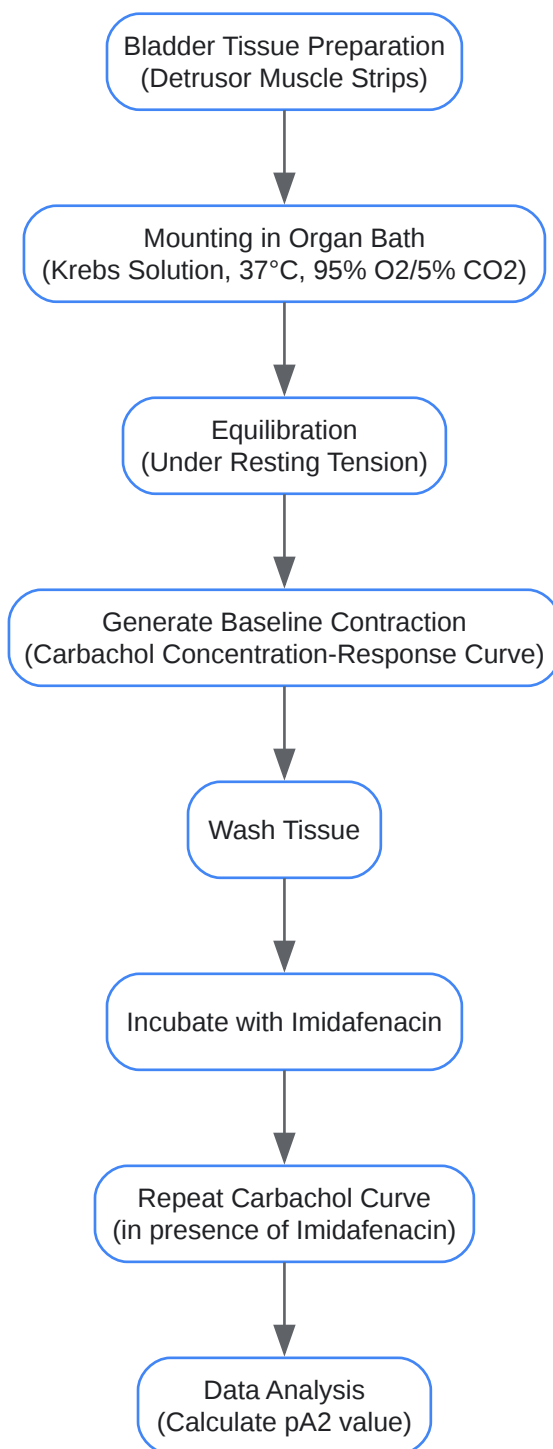 Bladder Tissue Preparation
(Detrusor Muscle Strips)
Mounting in Organ Bath
(Krebs Solution, 37°C, 95% O2/5% CO2)
Equilibration
(Under Resting Tension)
Generate Baseline Contraction
(Carbachol Concentration-Response Curve)
Wash Tissue
Incubate with Imidafenacin
Repeat Carbachol Curve
(in presence of Imidafenacin)
Data Analysis
(Calculate pA2 value)